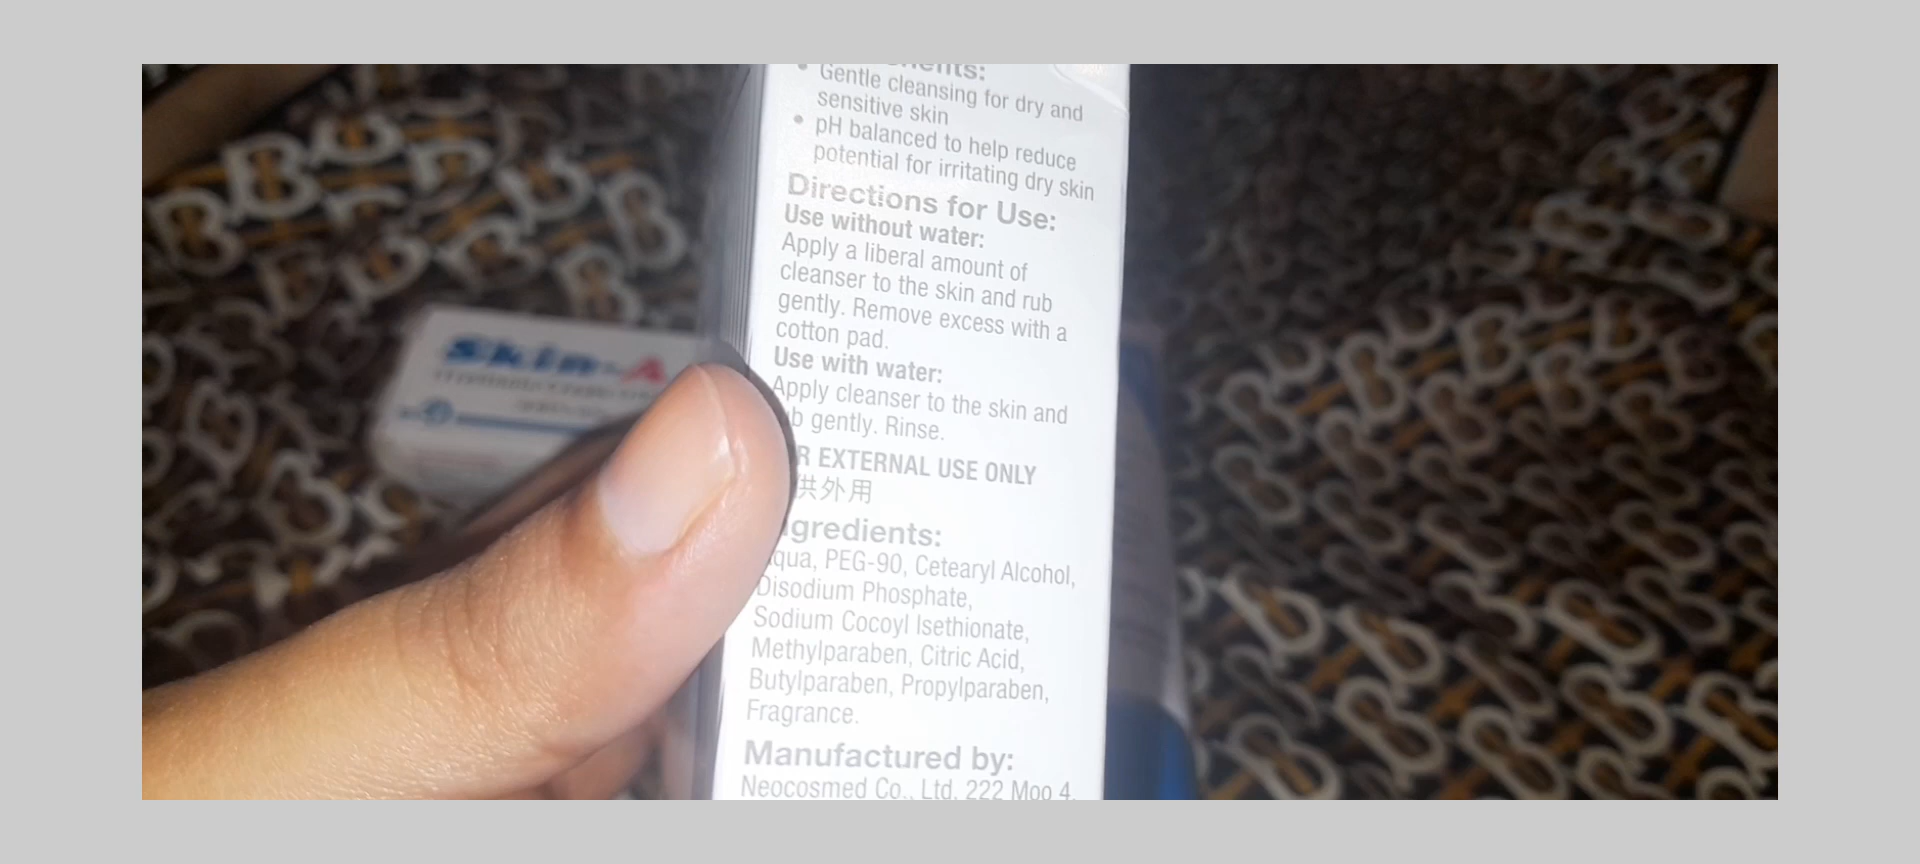 Gentle cleansing for dry and
sensitive skin
• pH balanced to help reduce
potential for irritating dry skin
Directions for Use:
Use without water:
Apply a liberal amount of
cleanser to the skin and rub
gently. Remove excess with a
cotton pad.
Use with water:
Apply cleanser to the skin and
gently. Rinse.
EXTERNAL USE ONLY
供外用
PEG-90, Cetearyl Alcohol,
Disodium Phosphate,
Sodium Cocoyl Isethionate,
Methylparaben, Citric Acid,
Butylparaben, Propylparaben,
Fragrance.
Manufactured by:
Neocosmed Co., Ltd. 222 Moo 4,
Skin-A